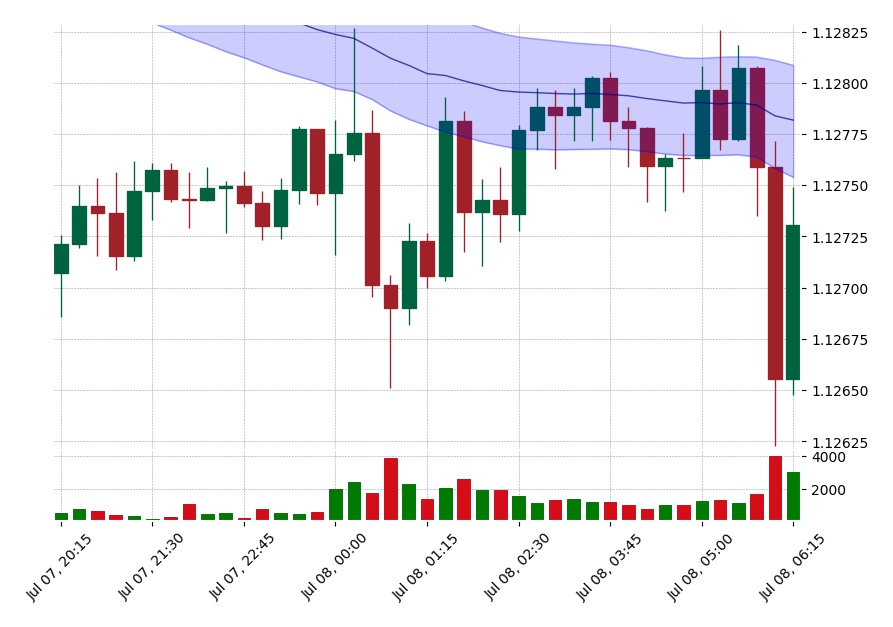 1.12825
1.12800
1.12775
1.12750
1.12725
1.12700
1.12675
1.12650
1.12625
4000
2000
Jul 07, 20:15
Jul 07, 21:30
Jul 07, 22:45
Jul 08, 00:00
Jul 08, 01:15
Jul 08, 02:30
Jul 08, 03:45
Jul 08, 05:00
Jul 08, 06:15